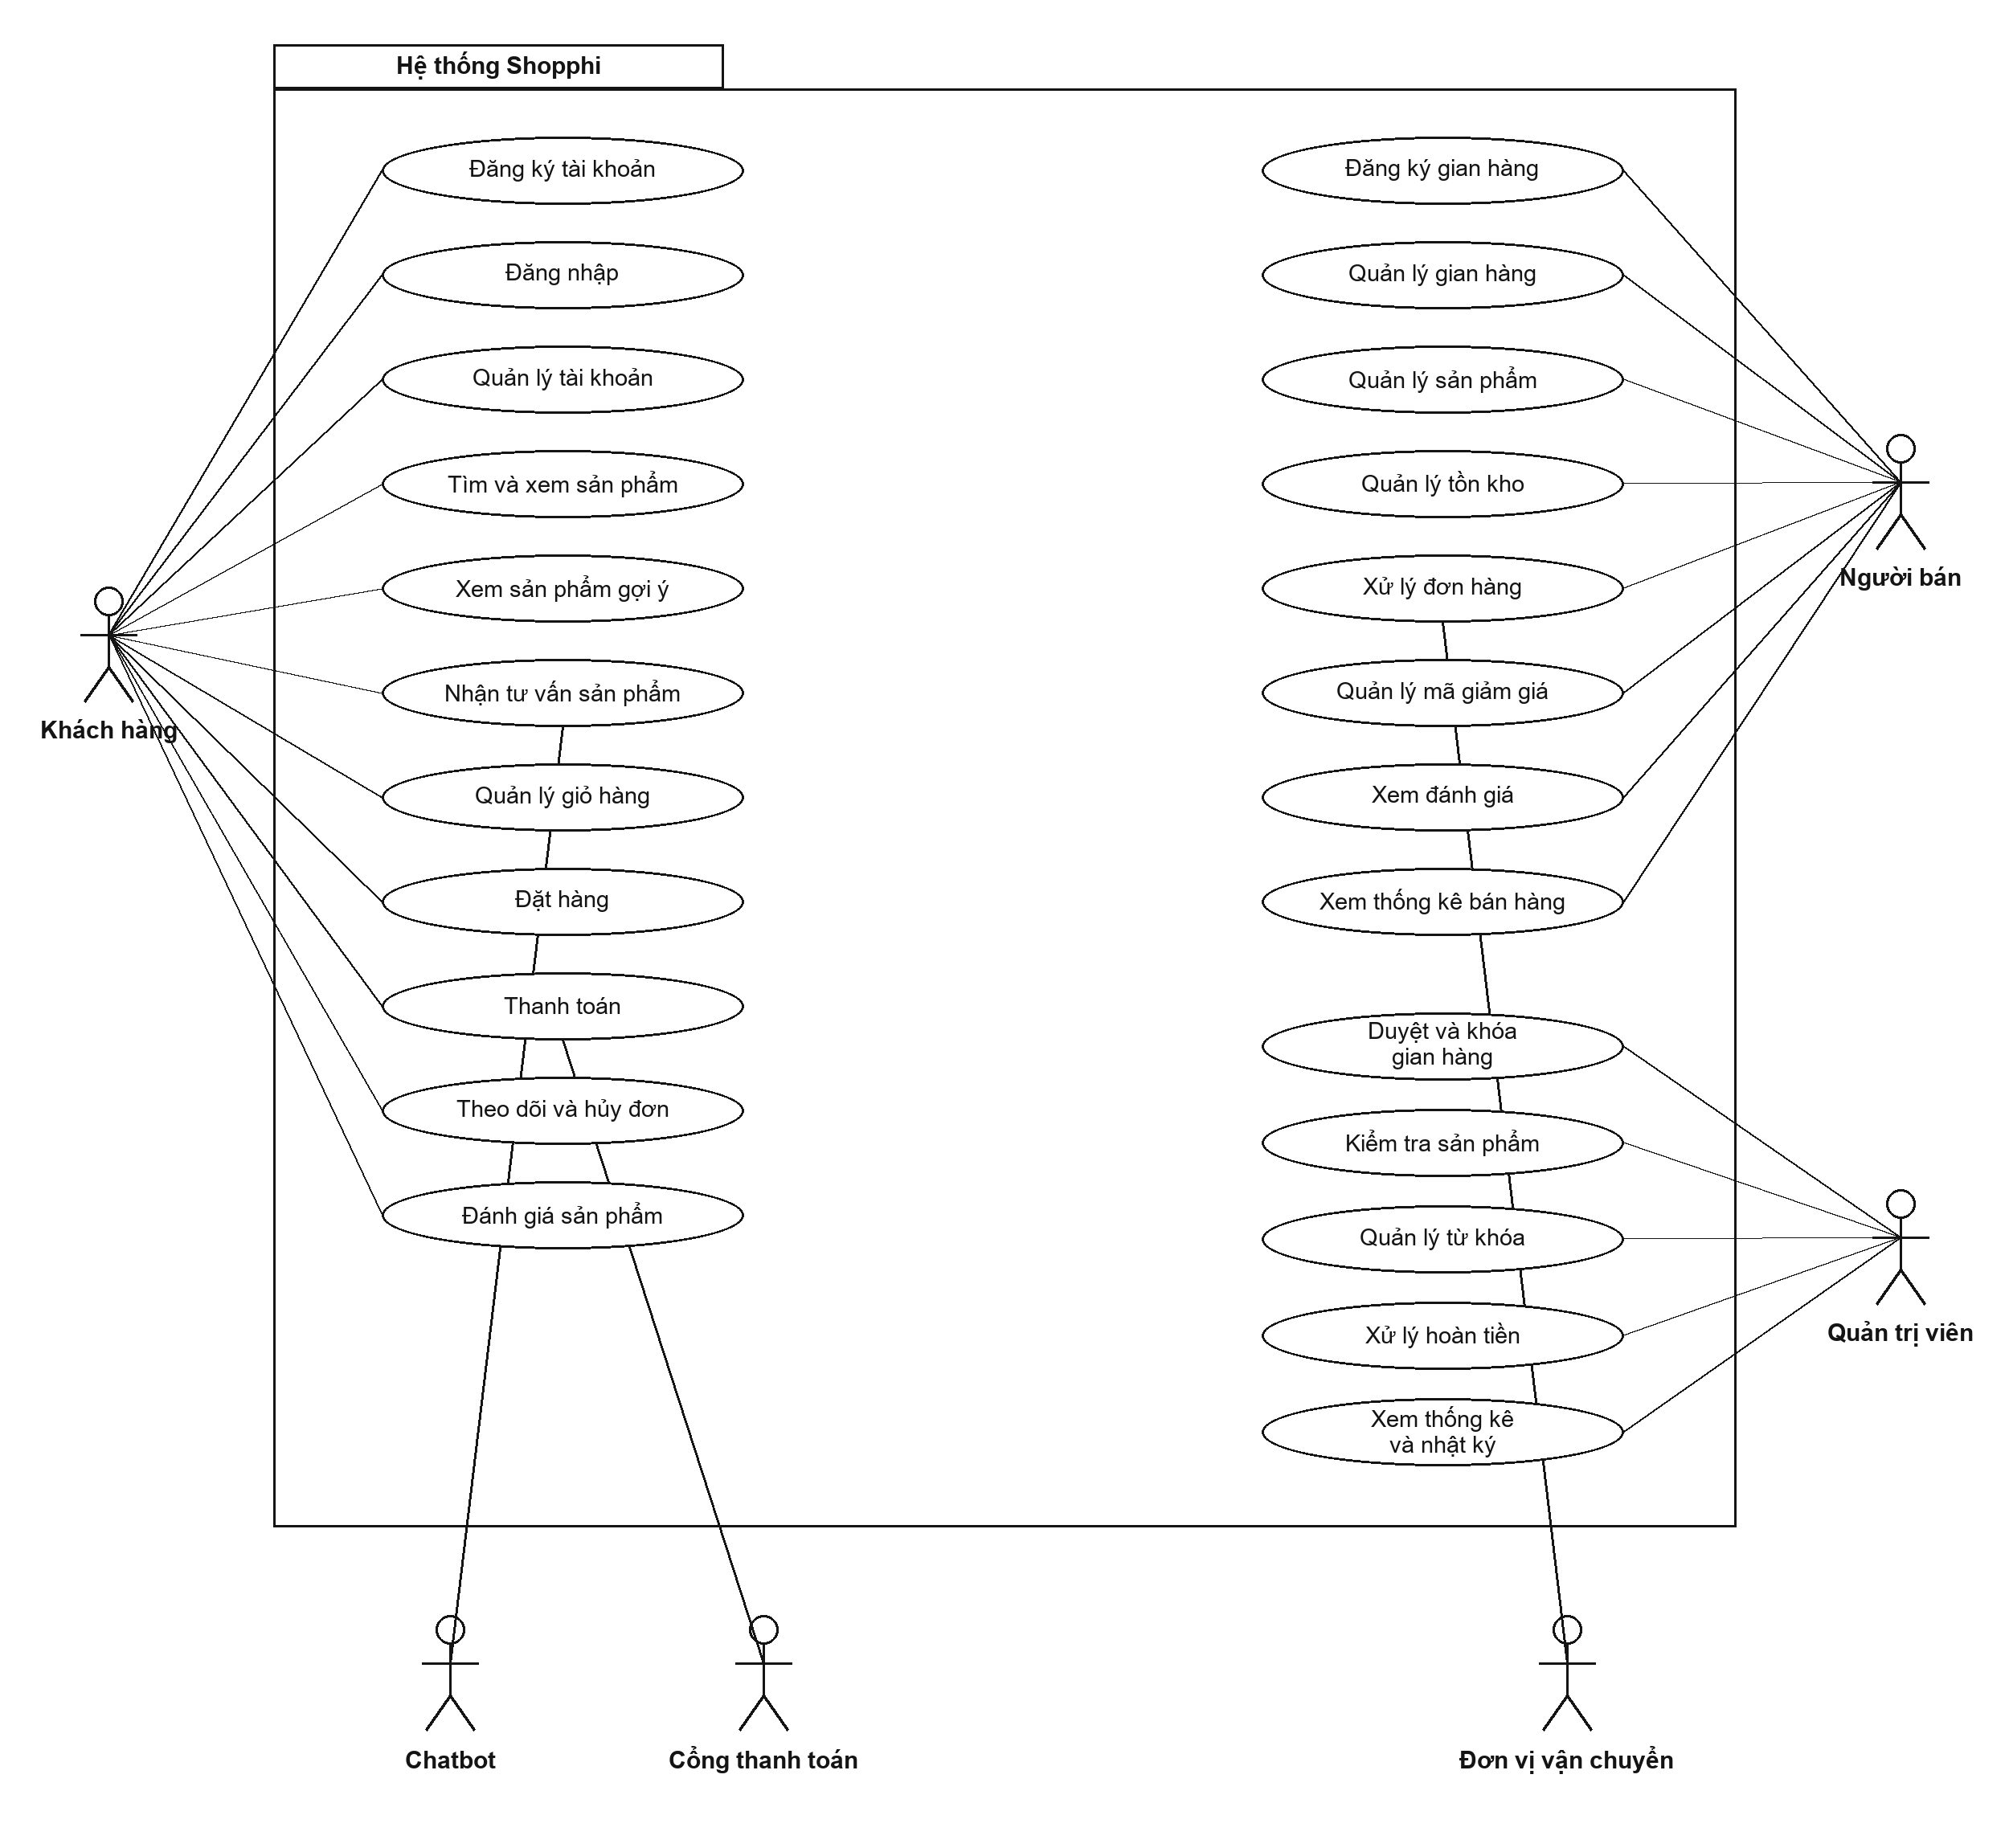 Hệ thống Shopphi
Đăng ký tài khoản
Đăng nhập
Quản lý tài khoản
Tìm và xem sản phẩm
Xem sản phẩm gợi ý
Nhận tư vấn sản phẩm
Quản lý giỏ hàng
Đặt hàng
Thanh toán
Theo dõi và hủy đơn
Đánh giá sản phẩm
Đăng ký gian hàng
Quản lý gian hàng
Quản lý sản phẩm
Quản lý tồn kho
Xử lý đơn hàng
Quản lý mã giảm giá
Xem đánh giá
Xem thống kê bán hàng
Duyệt và khóa
gian hàng
Kiểm tra sản phẩm
Quản lý từ khóa
Xử lý hoàn tiền
Xem thống kê
và nhật ký
Khách hàng
Người bán
Quản trị viên
Chatbot
Cổng thanh toán
Đơn vị vận chuyển